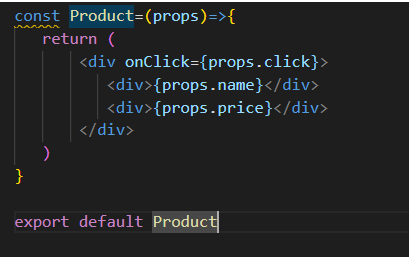 const Product=(props)=>{
return (
<div onClick={props.click}>
<div>{props.name}</div>
<div>{props.price}</div>
</div>
)
}
export default Product